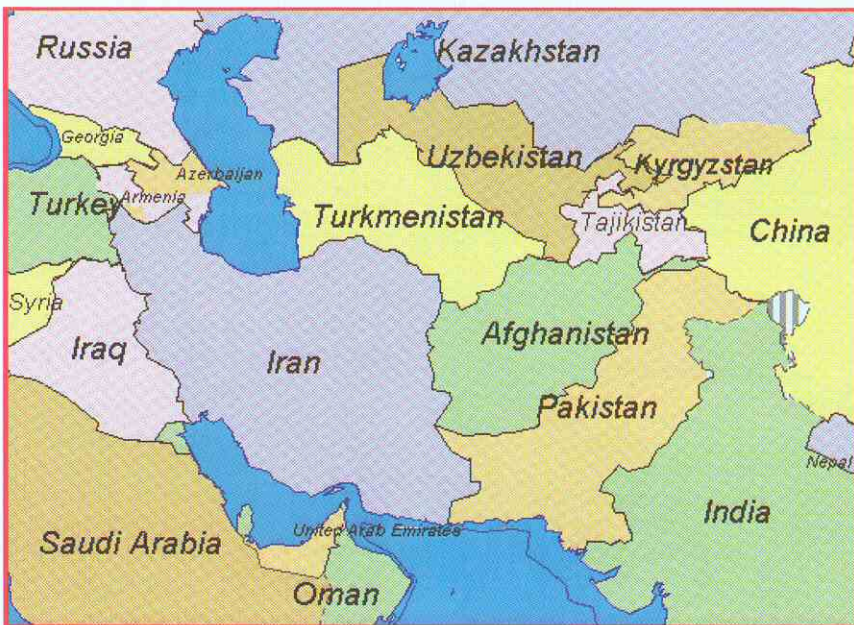 Russia
Kazakhstan
Georgia
Azerbaijan
Uzbekistan
Kyrgyzstan
Turkey
Armenia
Turkmenistan
Tajikistan
China
Syria
Iraq
Iran
Afghanistan
Pakistan
Nepal
India
United Arab Emirates
Saudi Arabia
Oman